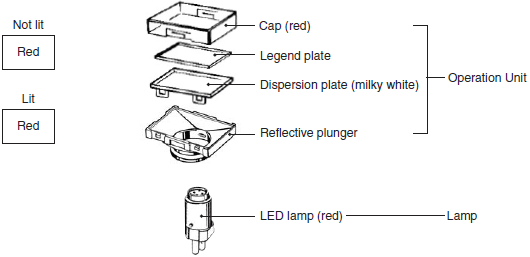 Not lit
Red
Lit
Red
Cap (red)
Legend plate
Dispersion plate (milky white)
Reflective plunger
Operation Unit
LED lamp (red)
Lamp